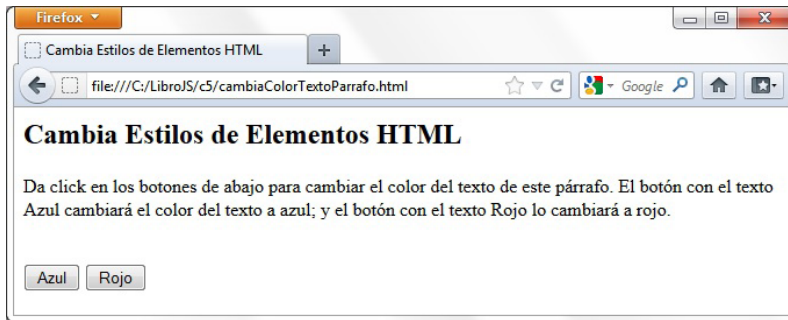 Firefox
Cambia Estilos de Elementos HTML
file:///C:/LibroJS/c5/cambiaColorTextoParrafo.html
Google
Cambia Estilos de Elementos HTML
Da click en los botones de abajo para cambiar el color del texto de este párrafo. El botón con el texto
Azul cambiará el color del texto a azul; y el botón con el texto Rojo lo cambiará a rojo.
Azul Rojo